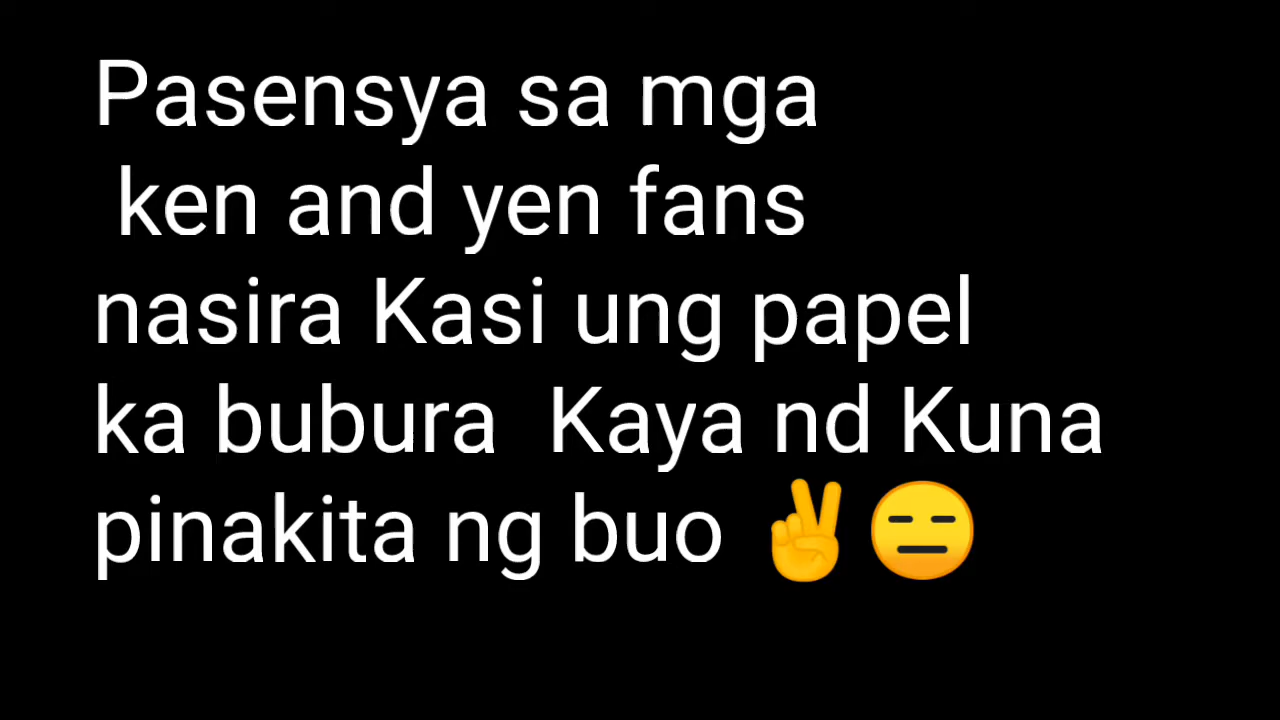 Pasensya sa mga
ken and yen fans
nasira Kasi ung papel
ka bubura Kaya nd Kuna
pinakita ng buo ✌😑